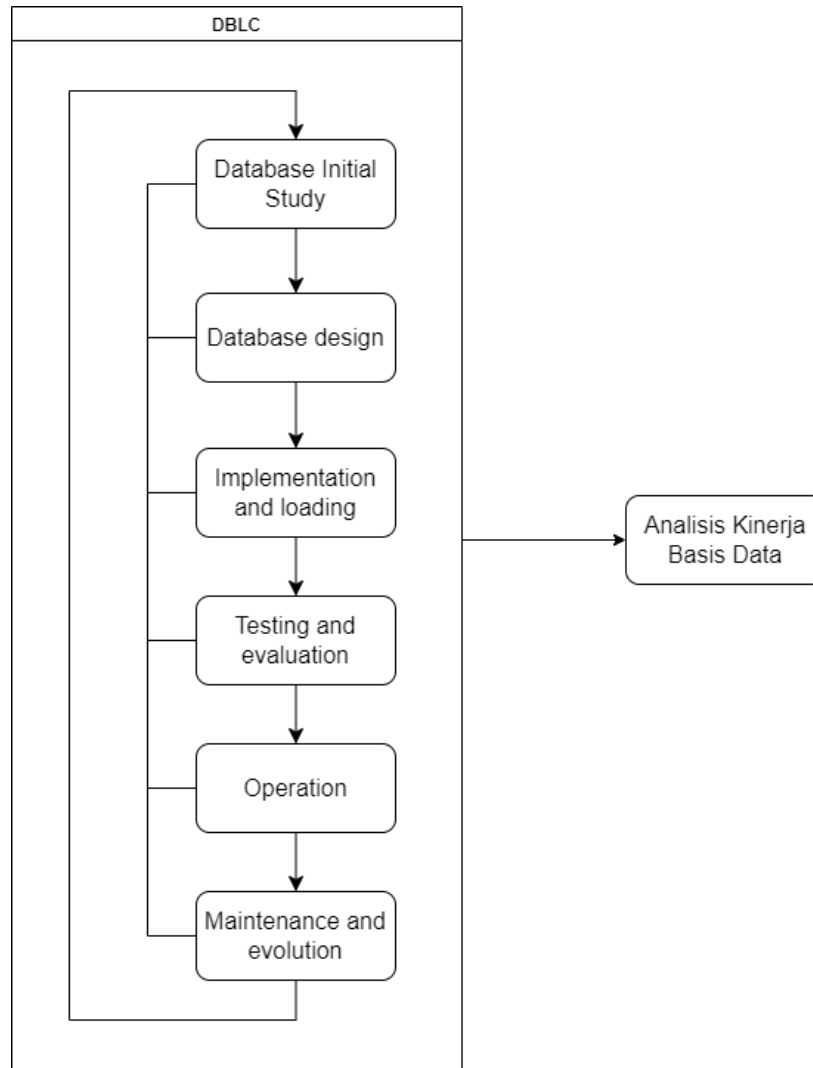 DBLC
Database Initial
Study
Database design
Implementation
and loading
Testing and
evaluation
Operation
Maintenance and
evolution
Analisis Kinerja
Basis Data